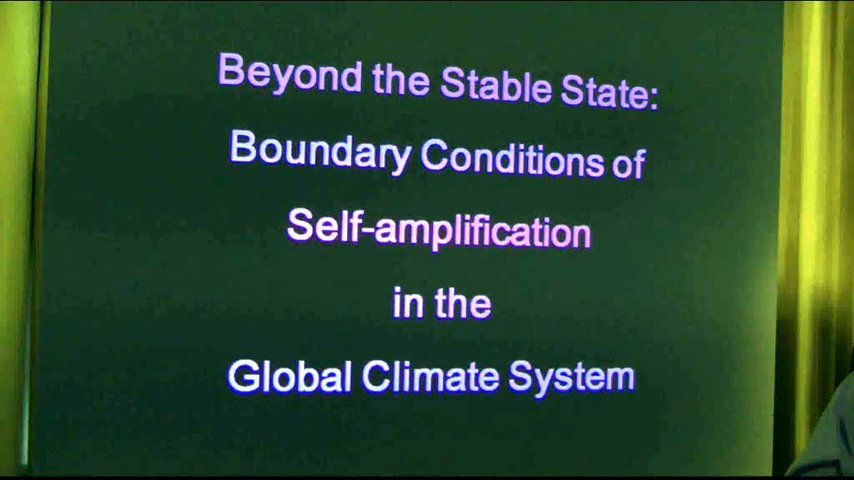 Beyond the Stable State:
Boundary Conditions of
Self-amplification
in the
Global Climate System